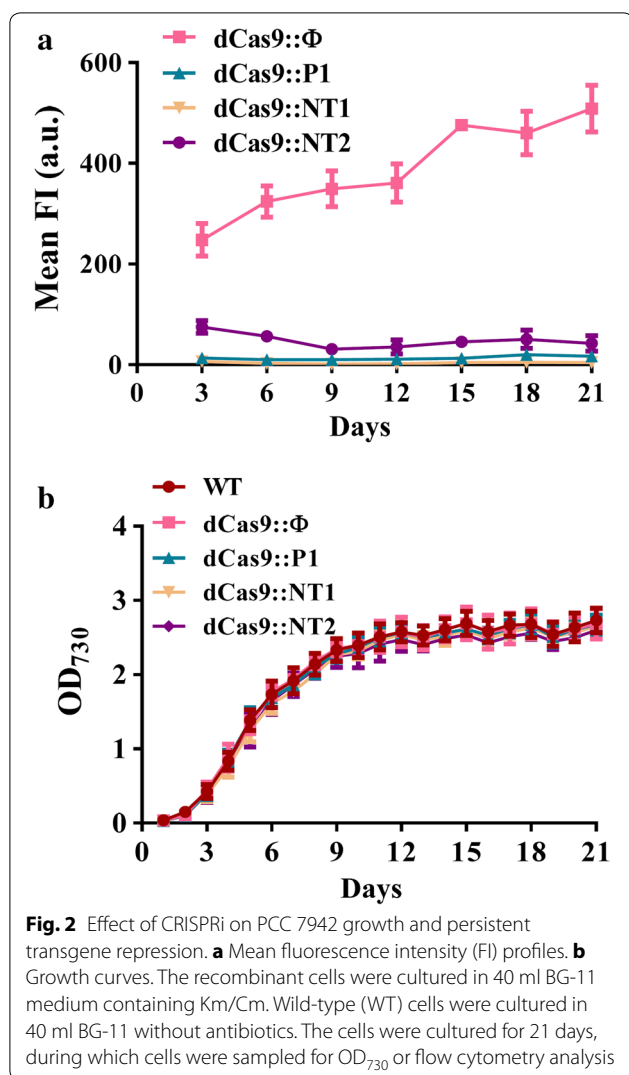 a
dCas9::Φ
dCas9::P1
dCas9::NT1
dCas9::NT2
Mean FI (a.u.)
600
400
200
0
0 3 6 9 12 15 18 21
Days
b
WT
dCas9::Φ
dCas9::P1
dCas9::NT1
dCas9::NT2
OD730
4
3
2
1
0
0 3 6 9 12 15 18 21
Days
Fig. 2 Effect of CRISPRi on PCC 7942 growth and persistent
transgene repression. a Mean fluorescence intensity (FI) profiles. b
Growth curves. The recombinant cells were cultured in 40 ml BG-11
medium containing Km/Cm. Wild-type (WT) cells were cultured in
40 ml BG-11 without antibiotics. The cells were cultured for 21 days,
during which cells were sampled for OD730 or flow cytometry analysis